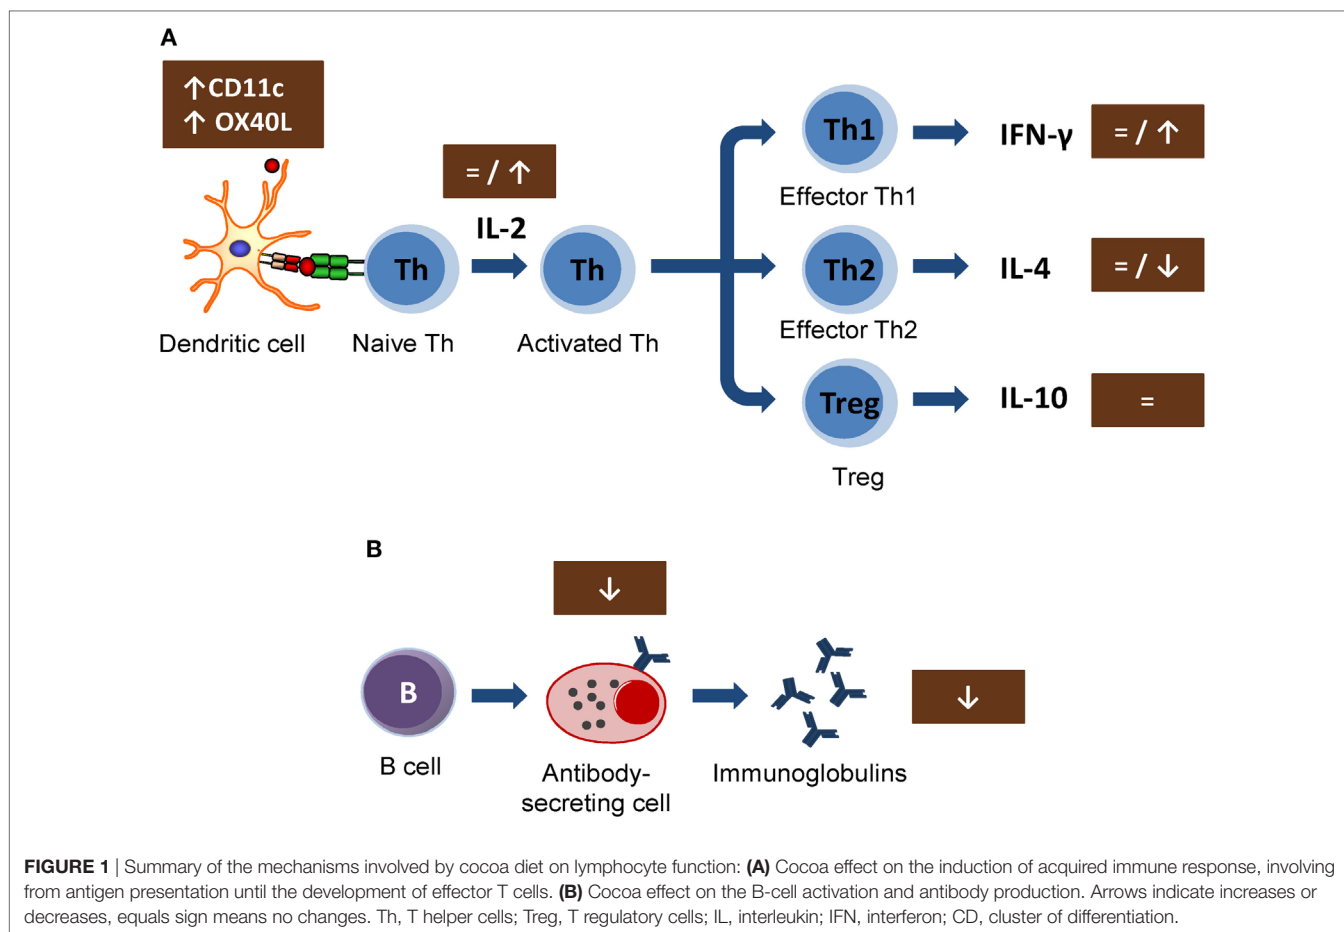 A
↑CD11c
↑ OX40L
= / ↑
IL-2
Th
Th
Dendritic cell
Naive Th
Activated Th
Th1
Effector Th1
IFN-γ
= / ↑
Th2
Effector Th2
IL-4
= / ↓
Treg
Treg
IL-10
=
B
↓
B
B cell
Antibody-
secreting cell
Immunoglobulins
↓
FIGURE 1 | Summary of the mechanisms involved by cocoa diet on lymphocyte function: (A) Cocoa effect on the induction of acquired immune response, involving
from antigen presentation until the development of effector T cells. (B) Cocoa effect on the B-cell activation and antibody production. Arrows indicate increases or
decreases, equals sign means no changes. Th, T helper cells; Treg, T regulatory cells; IL, interleukin; IFN, interferon; CD, cluster of differentiation.